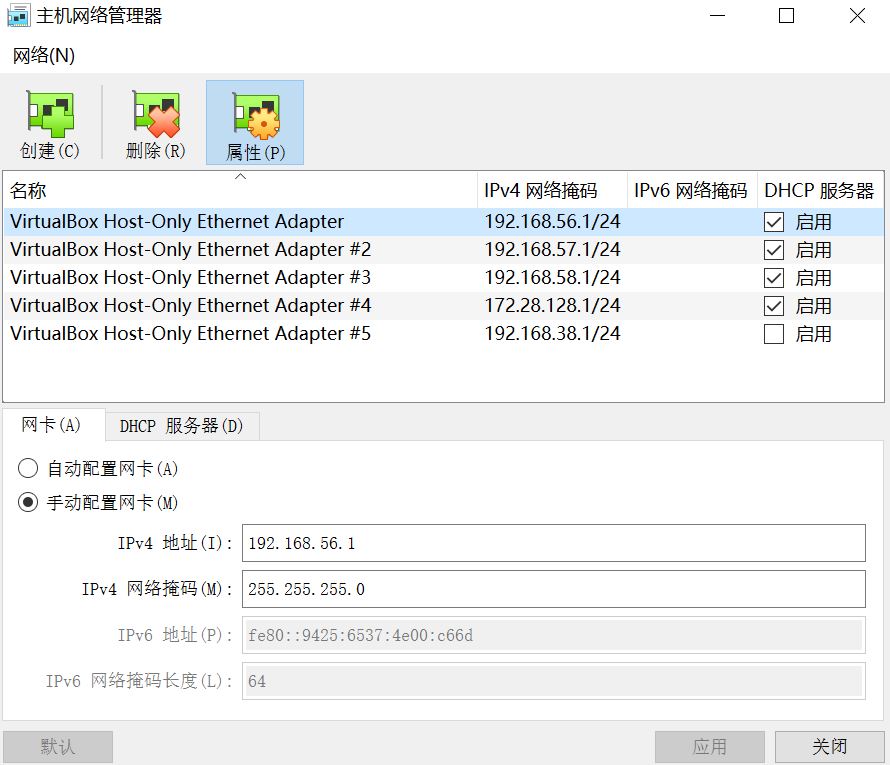 主机网络管理器
网络(N)
创建(C) 删除(R) 属性(P)
名称 IPv4 网络掩码 IPv6 网络掩码 DHCP 服务器
VirtualBox Host-Only Ethernet Adapter 192.168.56.1/24 启用
VirtualBox Host-Only Ethernet Adapter #2 192.168.57.1/24 启用
VirtualBox Host-Only Ethernet Adapter #3 192.168.58.1/24 启用
VirtualBox Host-Only Ethernet Adapter #4 172.28.128.1/24 启用
VirtualBox Host-Only Ethernet Adapter #5 192.168.38.1/24 启用
网卡(A) DHCP 服务器(D)
自动配置网卡(A)
手动配置网卡(M)
IPv4 地址(I): 192.168.56.1
IPv4 网络掩码(M): 255.255.255.0
IPv6 地址(P): fe80::9425:6537:4e00:c66d
IPv6 网络掩码长度(L): 64
默认 应用 关闭